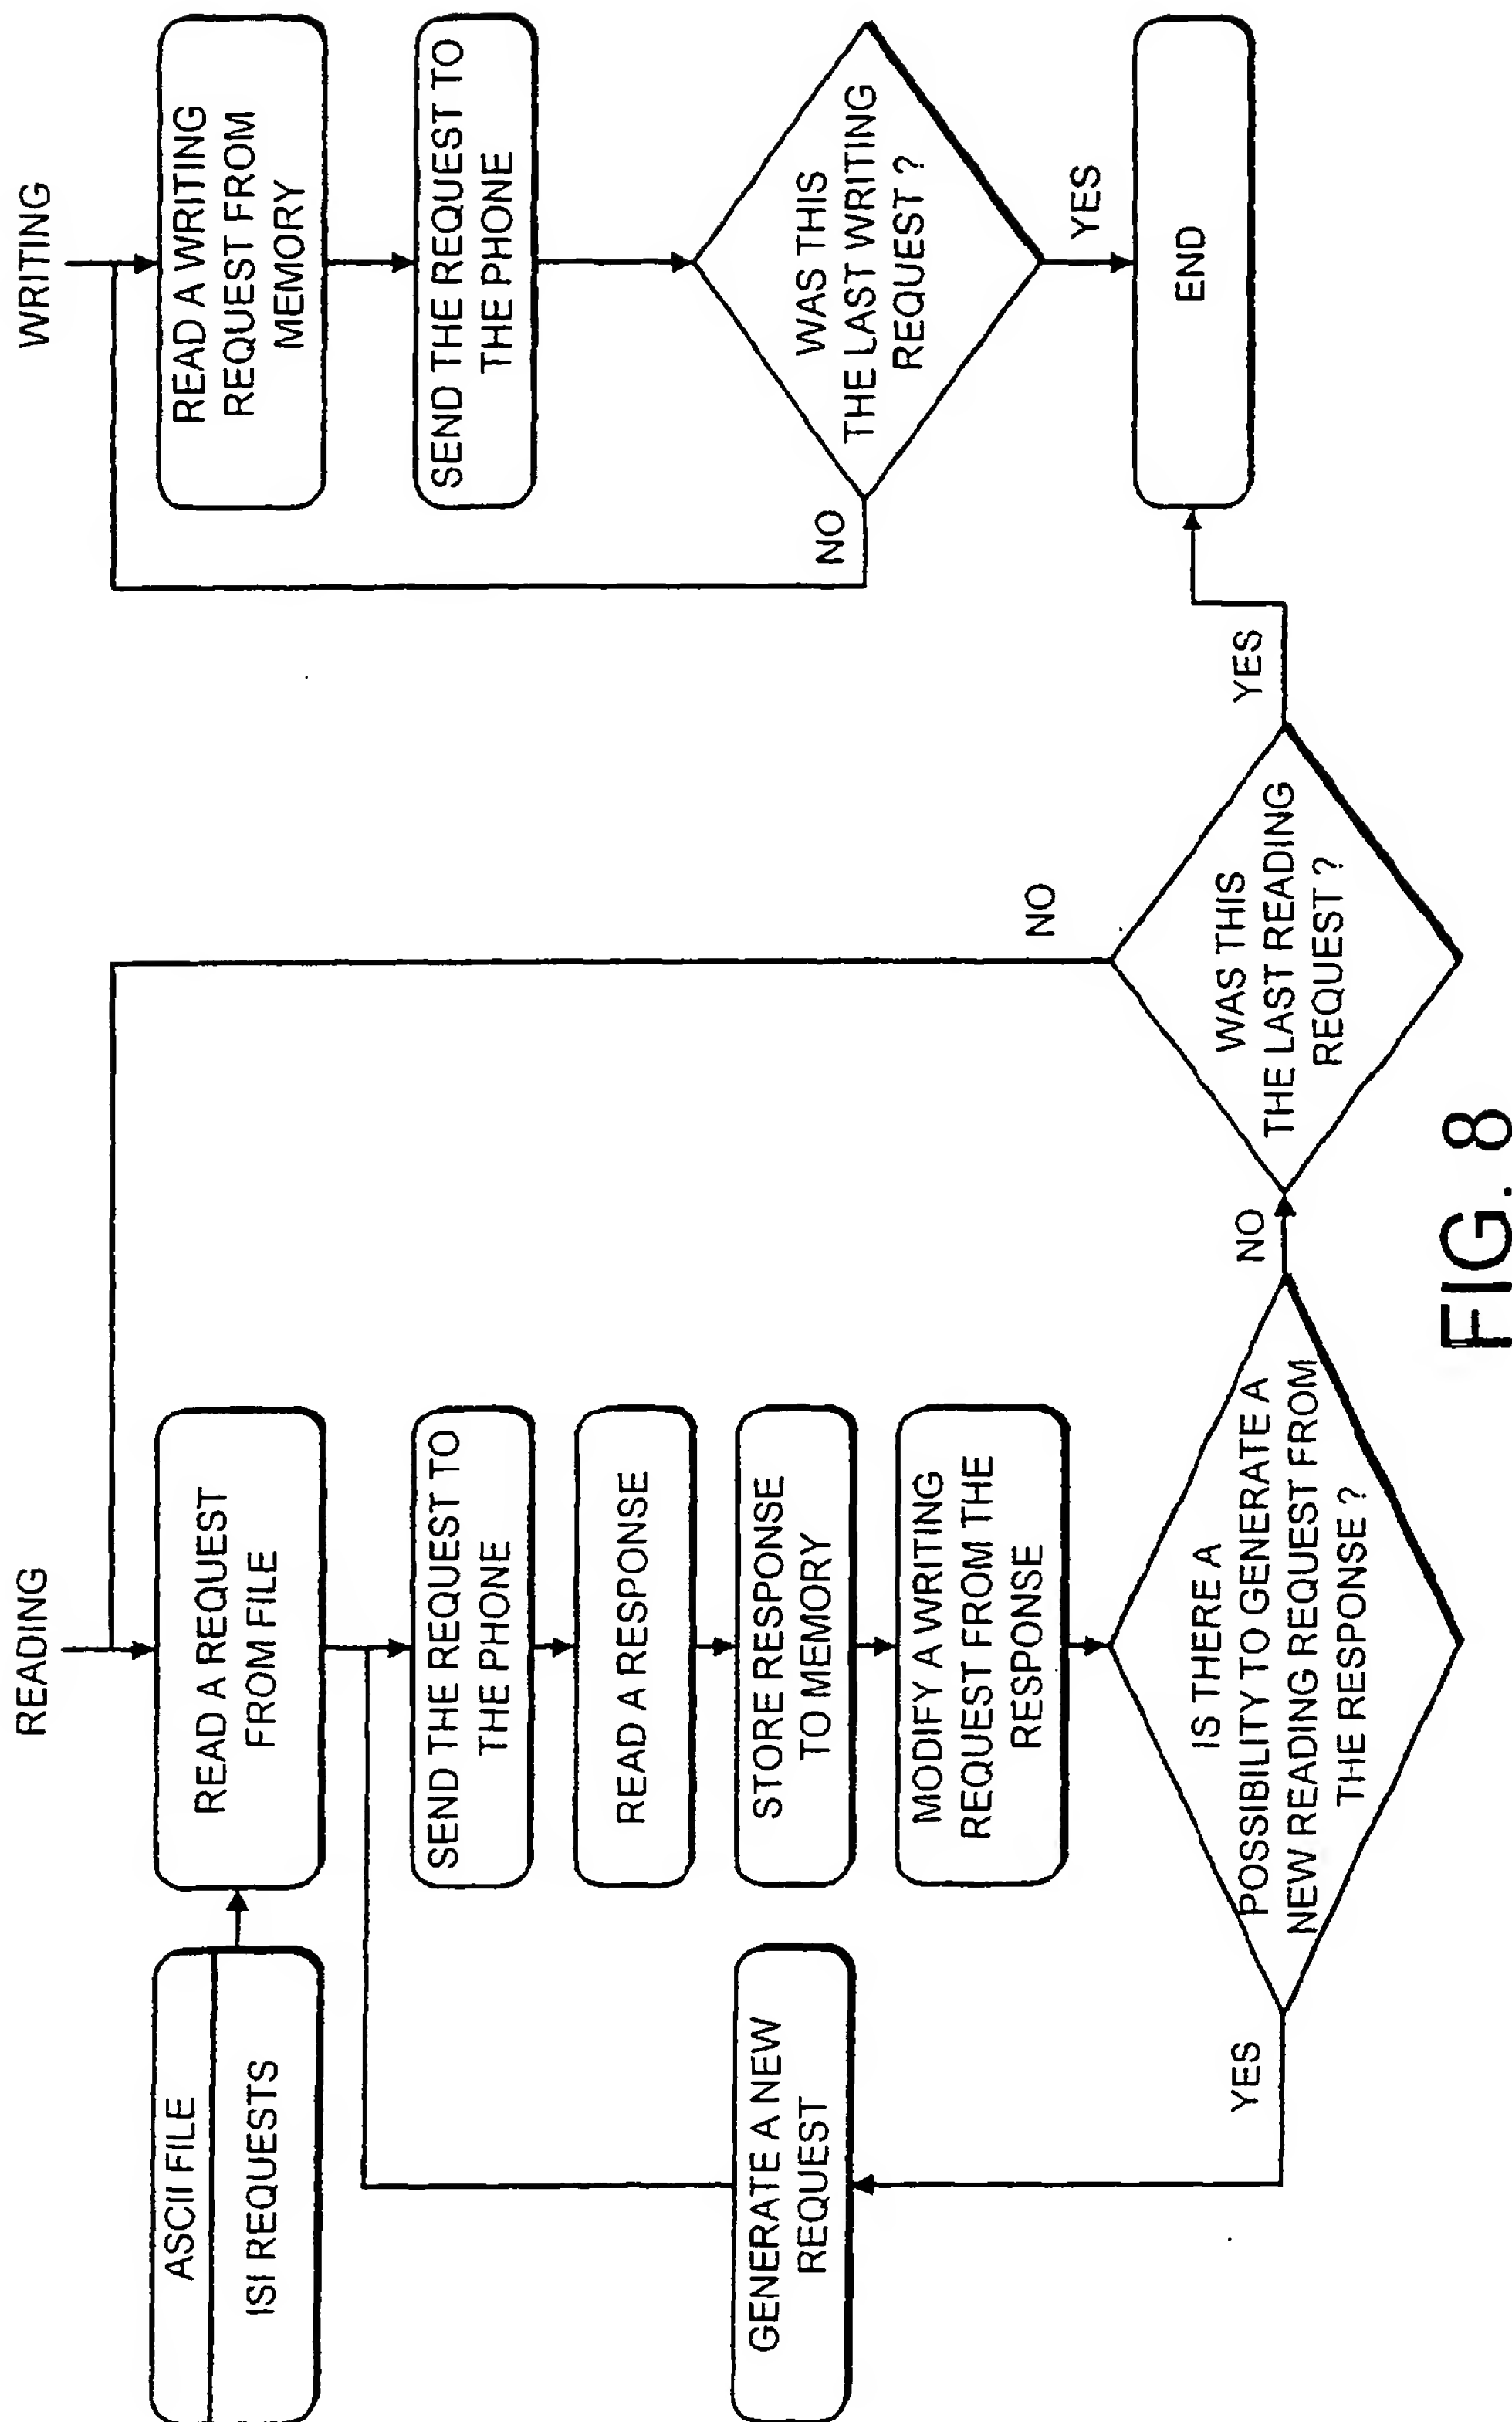 READING
ASCII FILE
ISI REQUESTS
READ A REQUEST
FROM FILE
SEND THE REQUEST TO
THE PHONE
READ A RESPONSE
STORE RESPONSE
TO MEMORY
MODIFY A WRITING
REQUEST FROM THE
RESPONSE
GENERATE A NEW
REQUEST
IS THERE A
POSSIBILITY TO GENERATE A
NEW READING REQUEST FROM
THE RESPONSE ?
YES
NO
WAS THIS
THE LAST READING
REQUEST ?
NO
YES
WRITING
READ A WRITING
REQUEST FROM
MEMORY
SEND THE REQUEST TO
THE PHONE
WAS THIS
THE LAST WRITING
REQUEST ?
NO
YES
END
FIG. 8